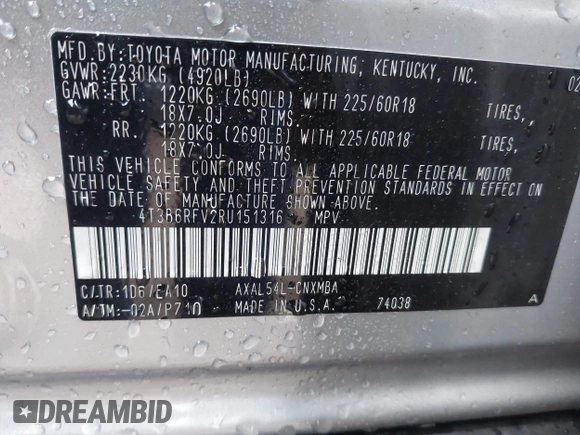 MFD.BY: TOYOTA MOTOR MANUFACTURING, KENTUCKY, INC. 02
GVWR: 2230KG (4920LB)
GAWR: FRT. 1220KG (2690LB) WITH 225/60R18 TIRES,
18X7.0J RIMS.
RR. 1220KG (2690LB) WITH 225/60R18 TIRES,
18X7.0J RIMS.
THIS VEHICLE CONFORMS TO ALL APPLICABLE FEDERAL MOTOR
VEHICLE SAFETY AND THEFT STANDARDS IN EFFECT ON
THE DATE OF MANUFACTURE SHOWN ABOVE.
4T3B6RFV2RU151316 MPV
C/TR:1D6/EA10 AXAL54L-CNXMBA
A/TM:-02A/P710 MADE IN U.S.A. 74038 A
DREAMBID